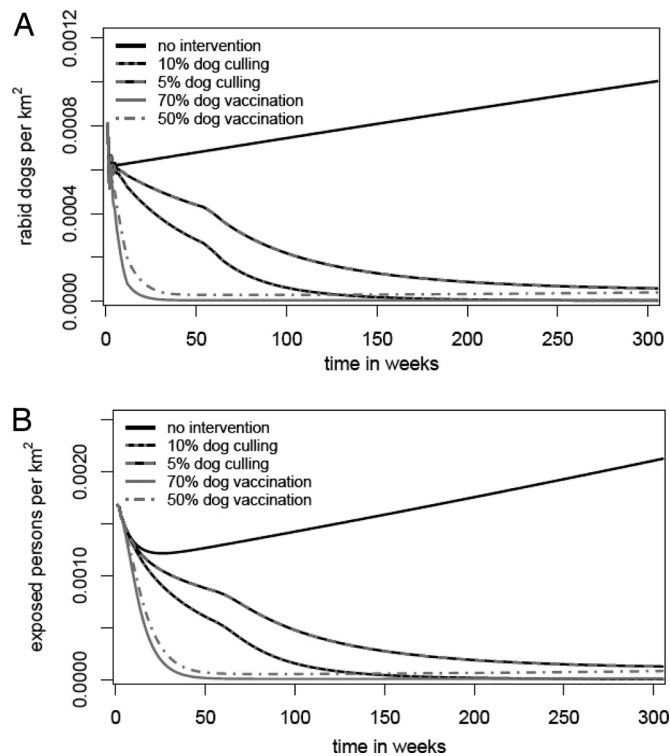 A
0.0012
0.0008
0.0004
0.0000
rabid dogs per km2
no intervention
10% dog culling
5% dog culling
70% dog vaccination
50% dog vaccination
0 50 100 150 200 250 300
time in weeks
B
0.0020
0.0010
0.0000
exposed persons per km2
no intervention
10% dog culling
5% dog culling
70% dog vaccination
50% dog vaccination
0 50 100 150 200 250 300
time in weeks